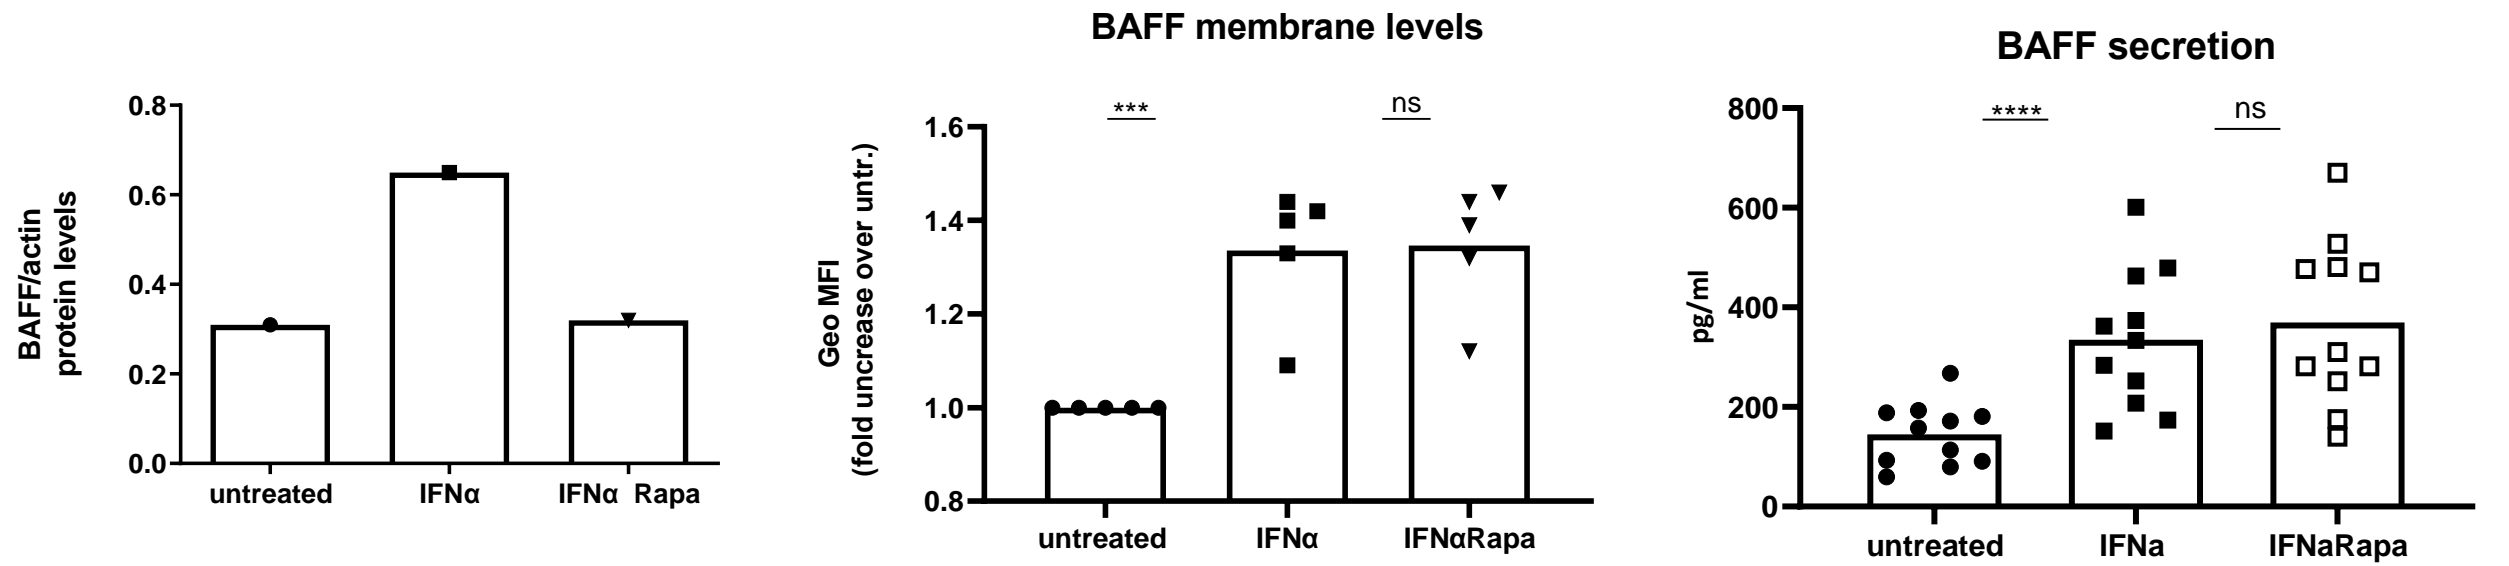 BAFF/actin
protein levels
0.8
0.6
0.4
0.2
0.0
untreated
IFNα
IFNα Rapa
BAFF membrane levels
Geo MFI
(fold uncrease over untr.)
***
ns
1.6
1.4
1.2
1.0
0.8
untreated
IFNα
IFNαRapa
BAFF secretion
pg/ml
****
ns
800
600
400
200
0
untreated
IFNa
IFNaRapa